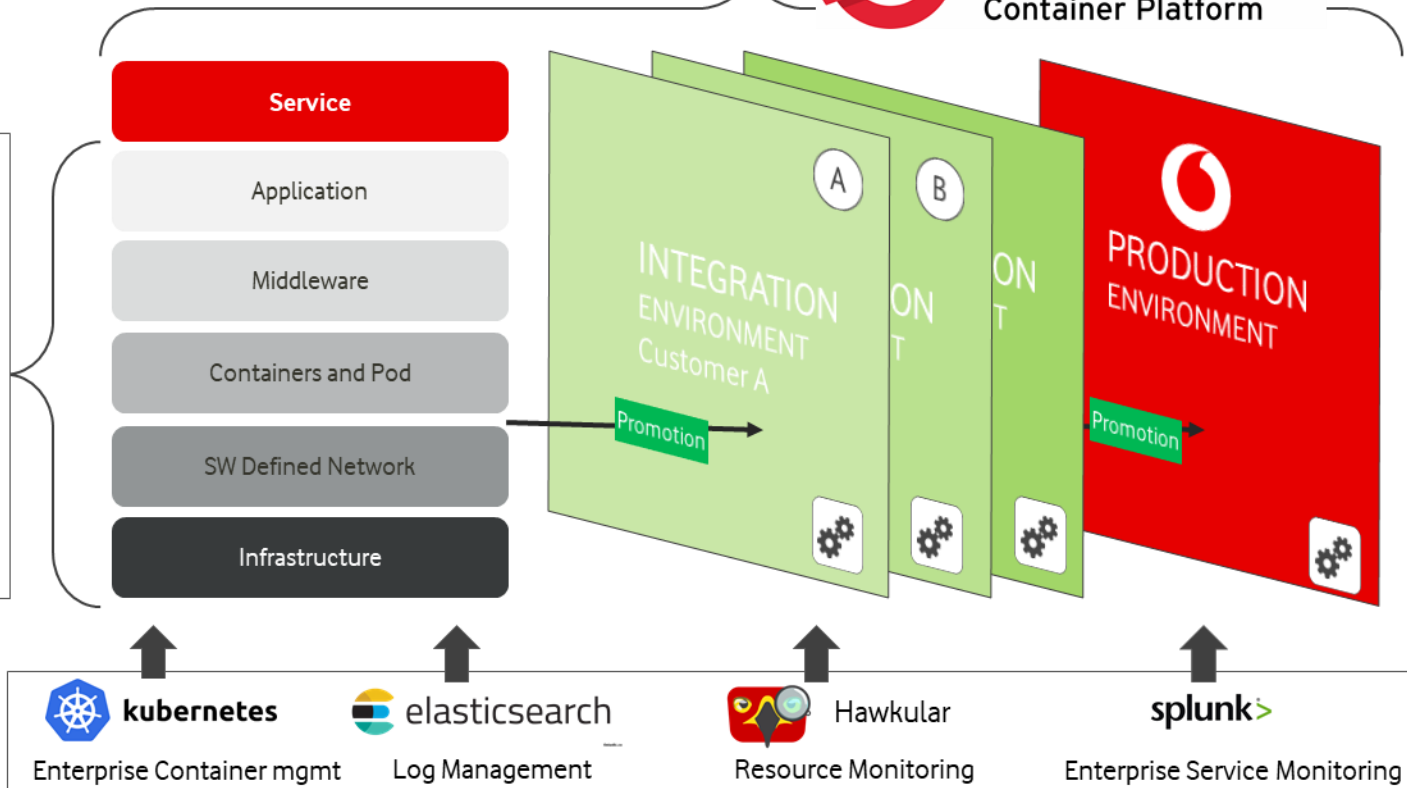 Container Platform
Service
Application
Middleware
Containers and Pod
SW Defined Network
Infrastructure
A
INTEGRATION
ENVIRONMENT
Customer A
Promotion
B
ON
T
ON
T
PRODUCTION
ENVIRONMENT
Promotion
kubernetes
Enterprise Container mgmt
elasticsearch
Log Management
Hawkular
Resource Monitoring
splunk>
Enterprise Service Monitoring